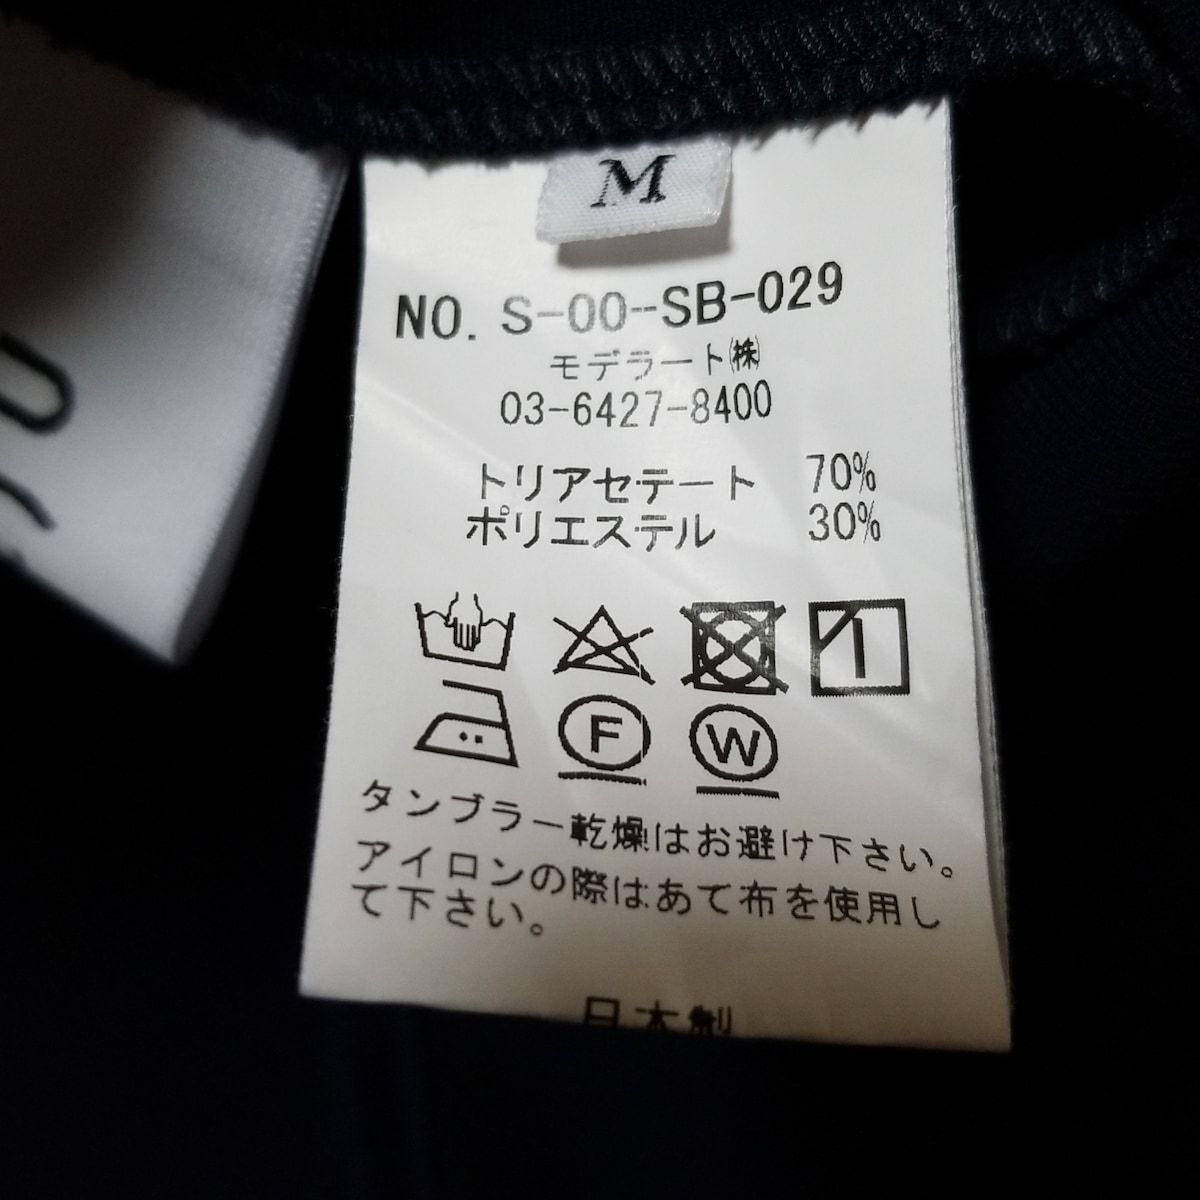 M
NO. S-00--SB-029
モデラート㈱
03-6427-8400
トリアセテート 70%
ポリエステル 30%
F W
タンブラー乾燥はお避け下さい。
アイロンの際はあて布を使用し
て下さい。
日本製